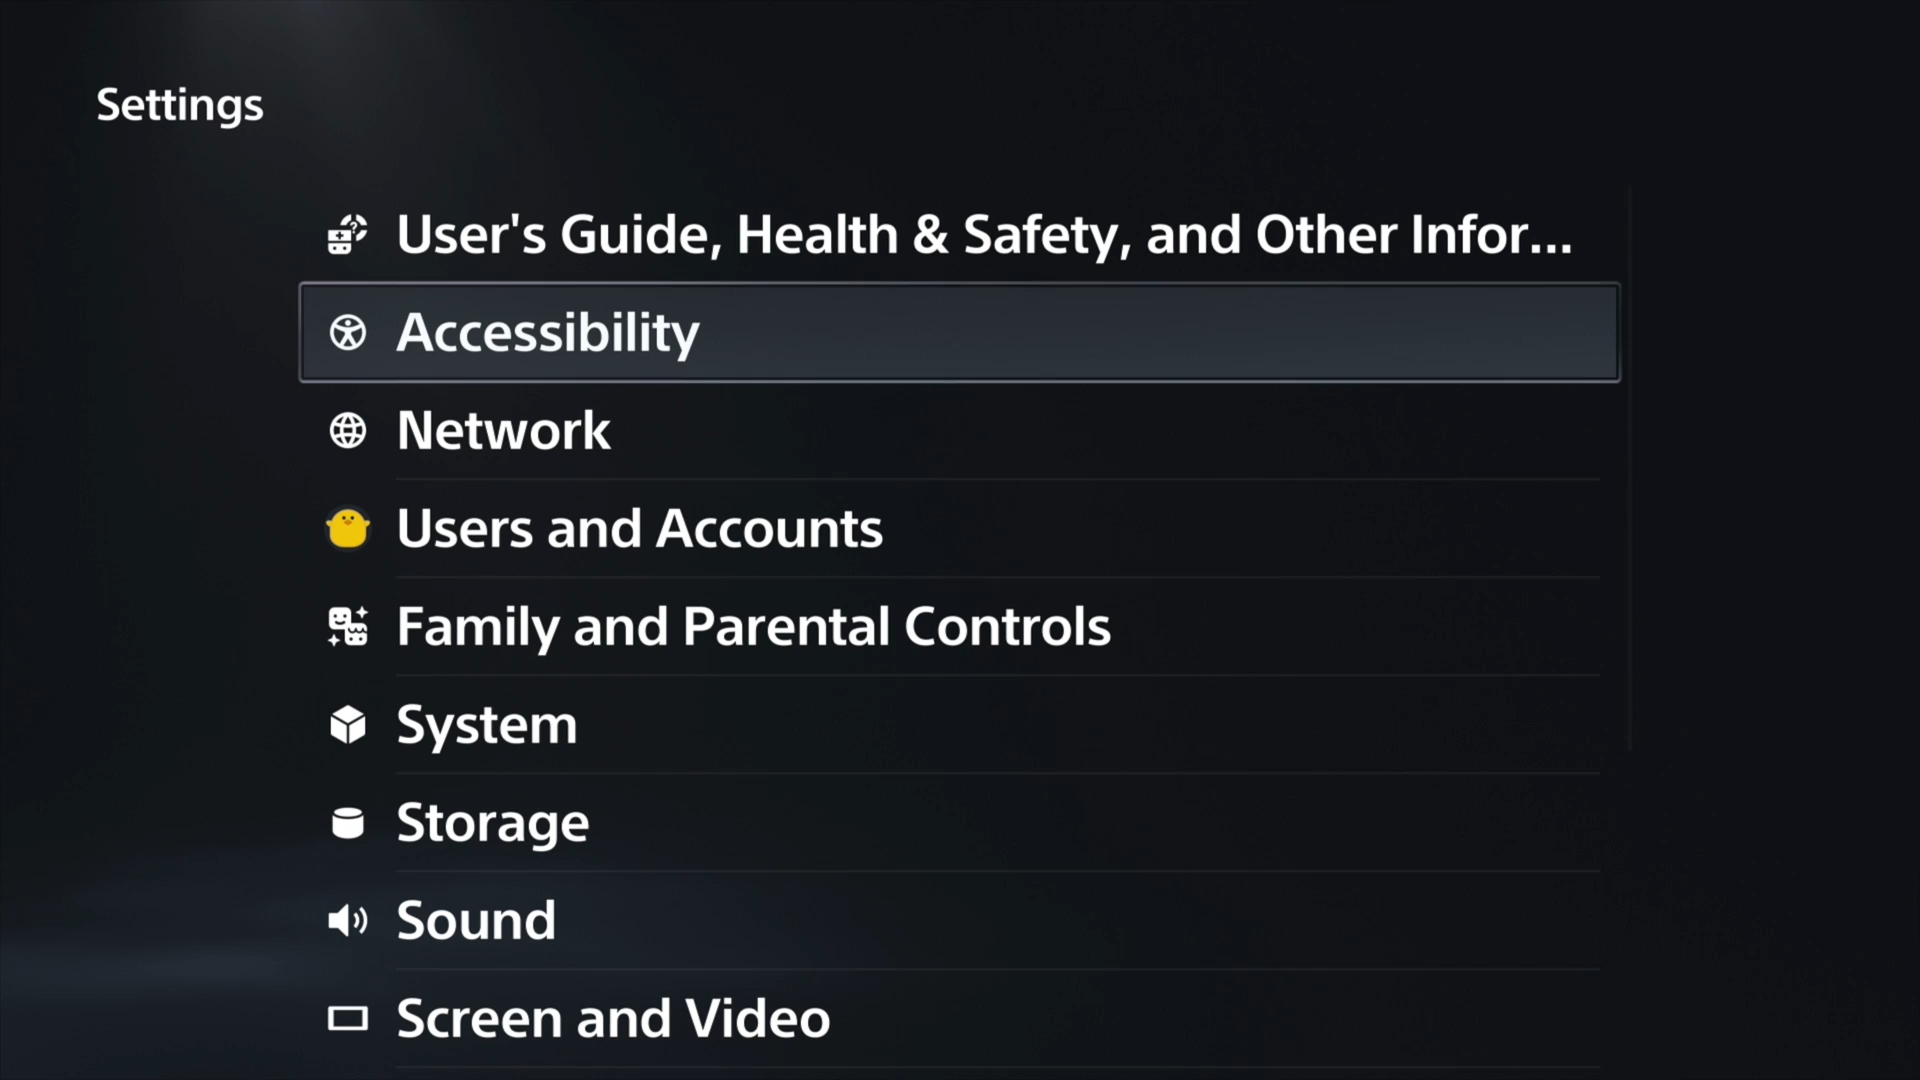 Settings
User's Guide, Health & Safety, and Other Infor...
Accessibility
Network
Users and Accounts
Family and Parental Controls
System
Storage
Sound
Screen and Video